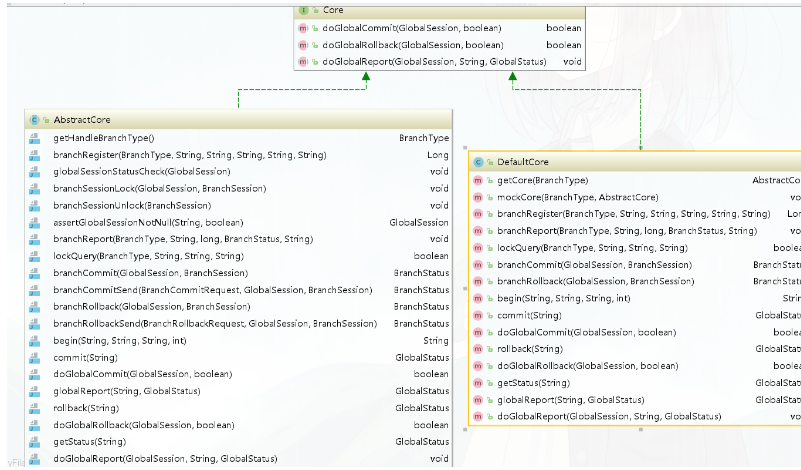 Core
doGlobalCommit(GlobalSession, boolean) boolean
doGlobalRollback(GlobalSession, boolean) boolean
doGlobalReport(GlobalSession, String, GlobalStatus) void
AbstractCore
getHandleBranchType() BranchType
branchRegister(BranchType, String, String, String, String, String) Long
globalSessionStatusCheck(GlobalSession) void
branchSessionLock(GlobalSession, BranchSession) void
branchSessionUnlock(BranchSession) void
assertGlobalSessionNotNull(String, boolean) GlobalSession
branchReport(BranchType, String, long, BranchStatus, String) void
lockQuery(BranchType, String, String, String) boolean
branchCommit(GlobalSession, BranchSession) BranchStatus
branchCommitSend(BranchCommitRequest, GlobalSession, BranchSession) BranchStatus
branchRollback(GlobalSession, BranchSession) BranchStatus
branchRollbackSend(BranchRollbackRequest, GlobalSession, BranchSession) BranchStatus
begin(String, String, String, int) String
commit(String) GlobalStatus
doGlobalCommit(GlobalSession, boolean) boolean
globalReport(String, GlobalStatus) GlobalStatus
rollback(String) GlobalStatus
doGlobalRollback(GlobalSession, boolean) boolean
getStatus(String) GlobalStatus
doGlobalReport(GlobalSession, String, GlobalStatus) void
DefaultCore
getCore(BranchType) AbstractCo
mockCore(BranchType, AbstractCore) vo
branchRegister(BranchType, String, String, String, String, String) Lon
branchReport(BranchType, String, long, BranchStatus, String) vo
lockQuery(BranchType, String, String, String) boolea
branchCommit(GlobalSession, BranchSession) BranchStatu
branchRollback(GlobalSession, BranchSession) BranchStatu
begin(String, String, String, int) Strin
commit(String) GlobalStatu
doGlobalCommit(GlobalSession, boolean) boolea
rollback(String) GlobalStatu
doGlobalRollback(GlobalSession, boolean) boolea
getStatus(String) GlobalStatu
globalReport(String, GlobalStatus) GlobalStatu
doGlobalReport(GlobalSession, String, GlobalStatus) vo